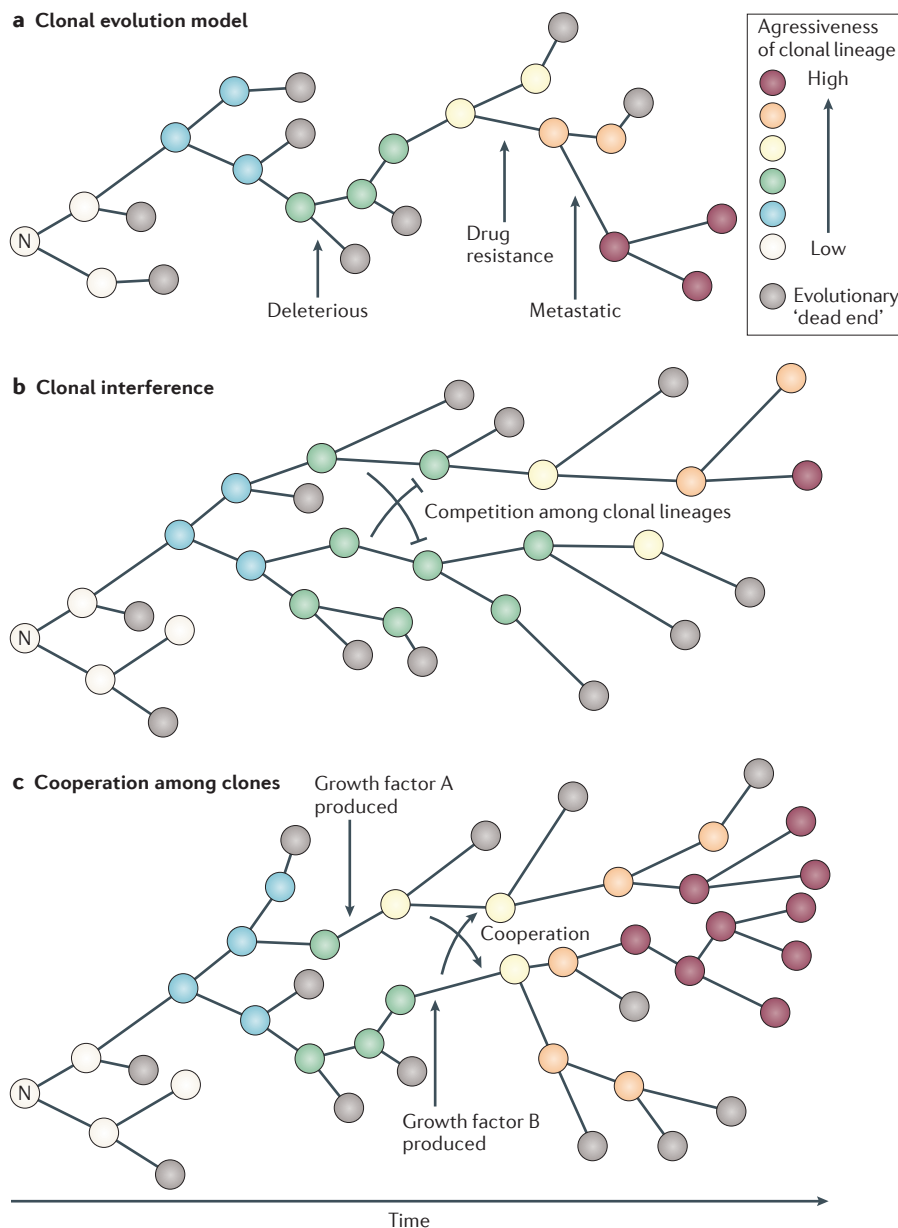 a Clonal evolution model
Agressiveness
of clonal lineage
High
Low
Evolutionary
'dead end'
N
Drug
resistance
Deleterious
Metastatic
b Clonal interference
Competition among clonal lineages
N
c Cooperation among clones
Growth factor A
produced
Cooperation
N
Growth factor B
produced
Time